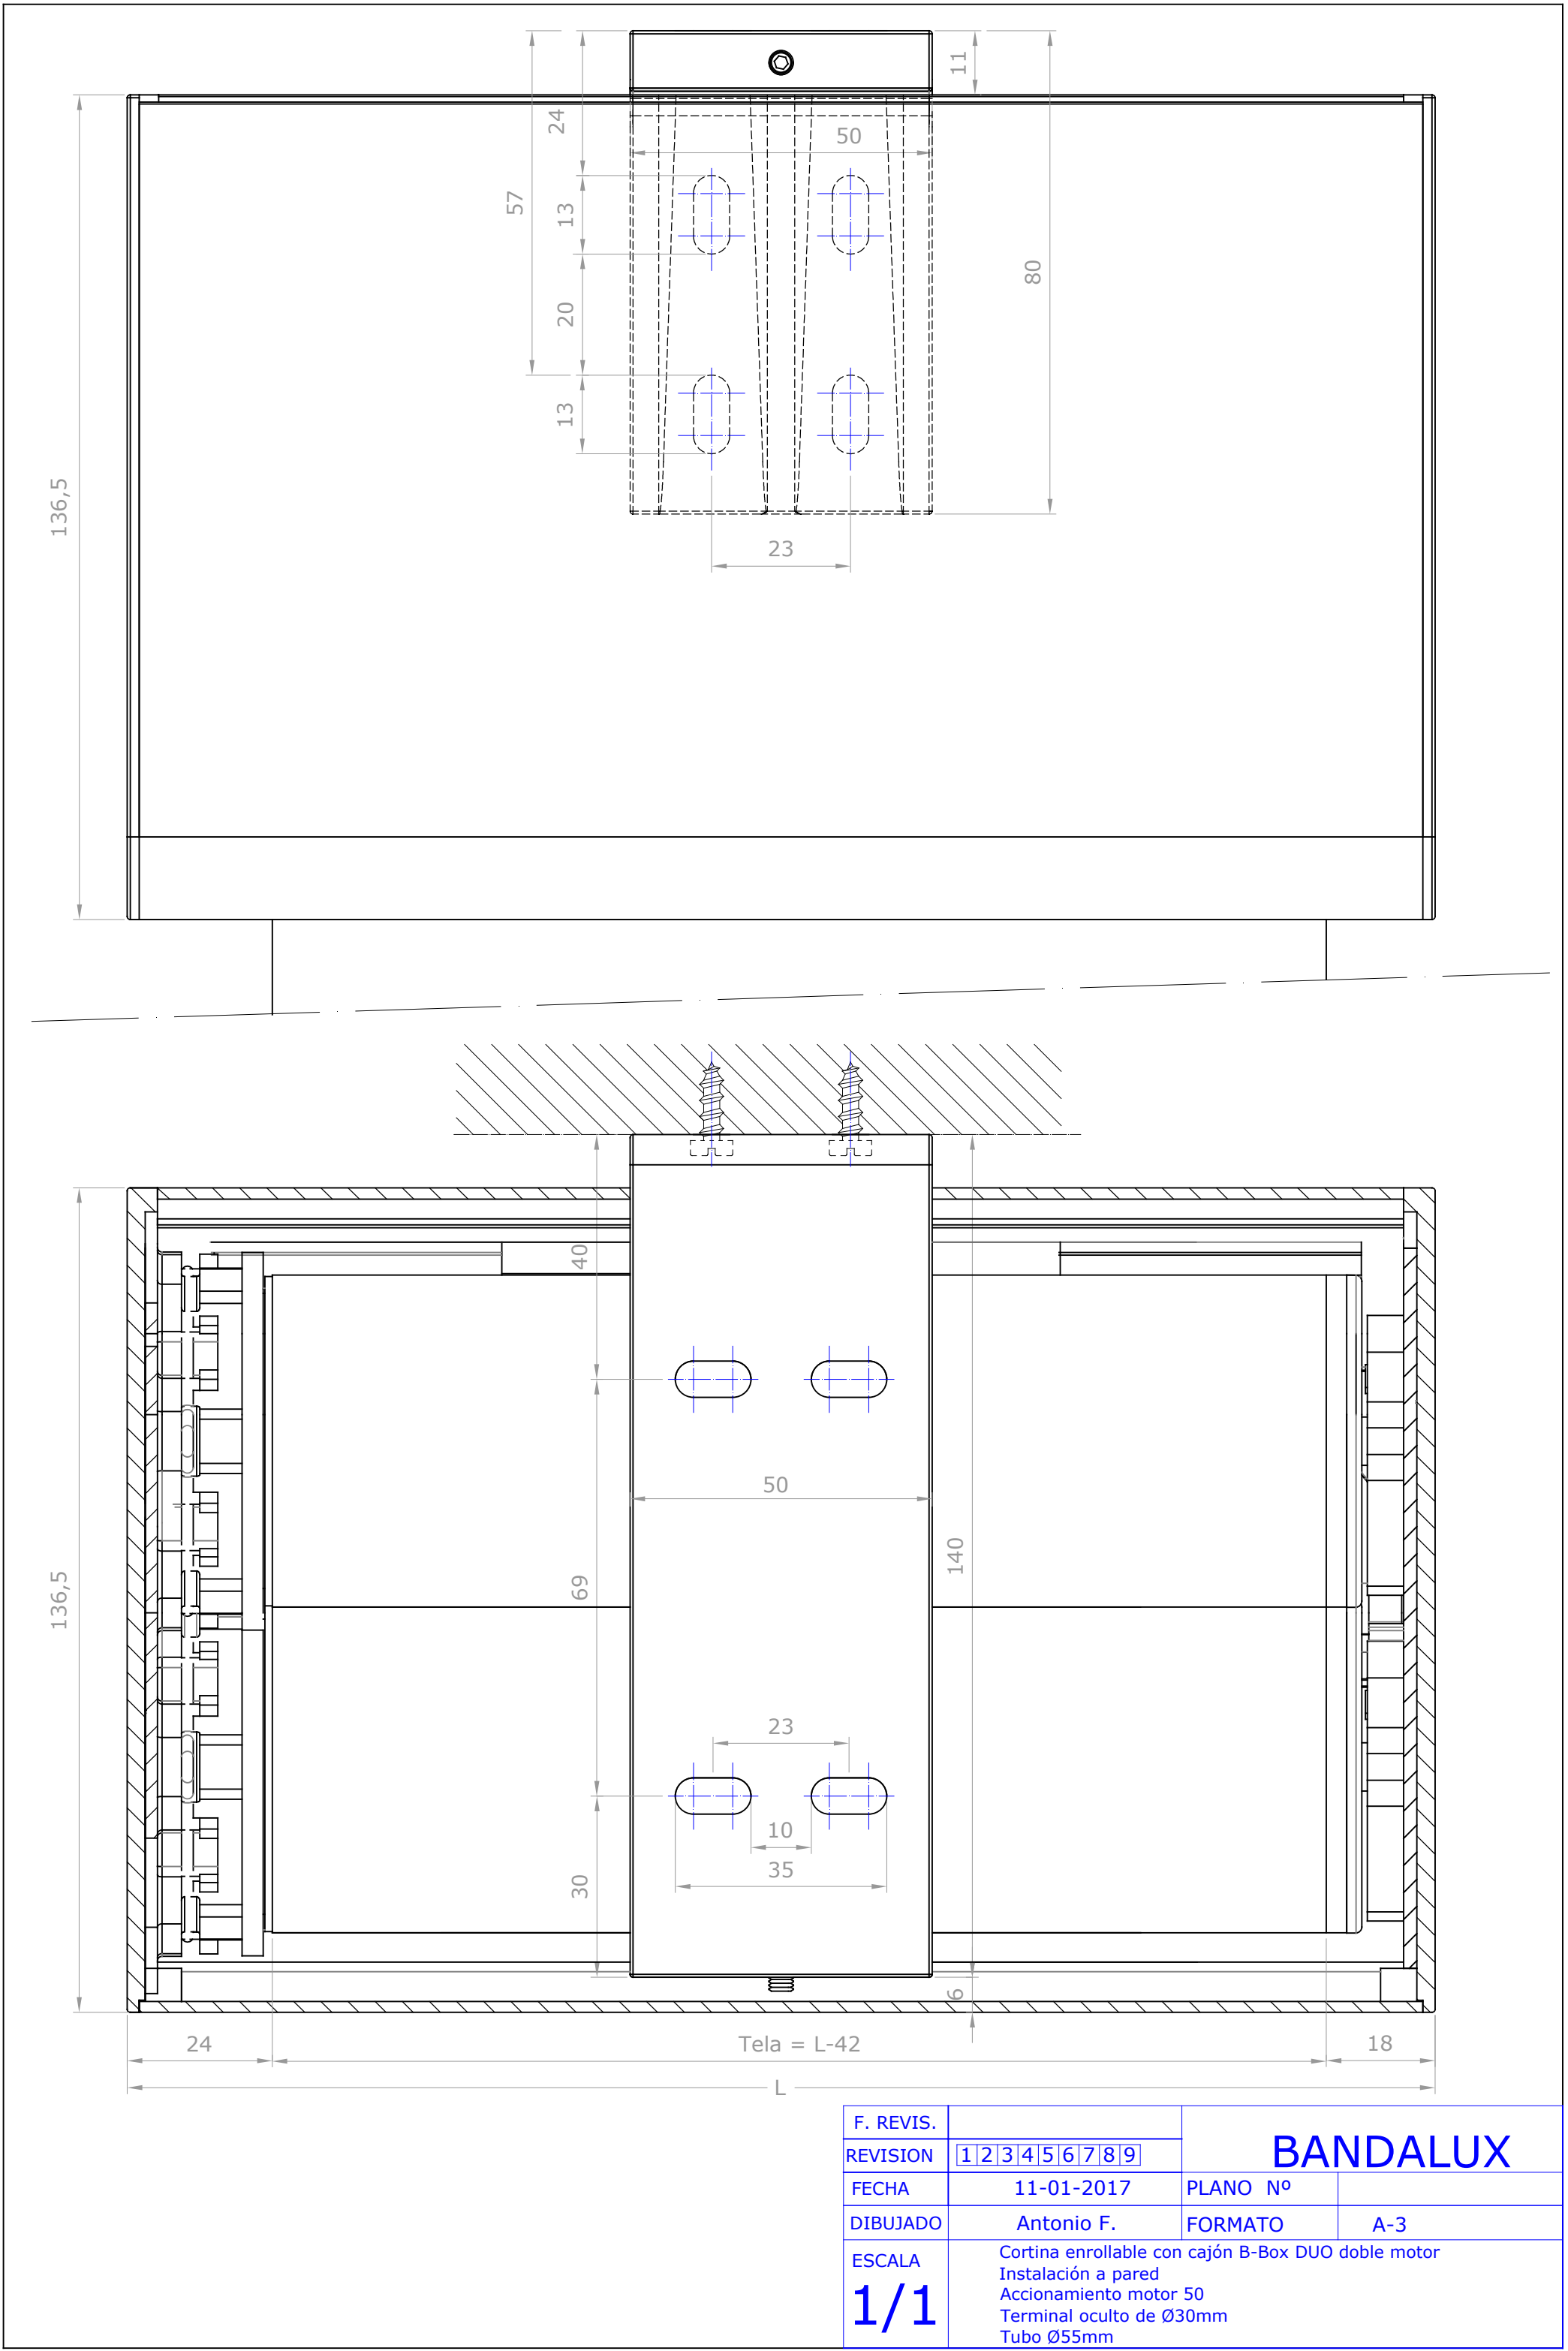 11
24
50
57
13
80
20
13
136,5
23
40
50
69
140
136,5
23
10
35
30
6
24
Tela = L-42
18
L
F. REVIS.
REVISION 1 2 3 4 5 6 7 8 9
BANDALUX
FECHA 11-01-2017 PLANO Nº
DIBUJADO Antonio F. FORMATO A-3
ESCALA
1/1
Cortina enrollable con cajón B-Box DUO doble motor
Instalación a pared
Accionamiento motor 50
Terminal oculto de Ø30mm
Tubo Ø55mm